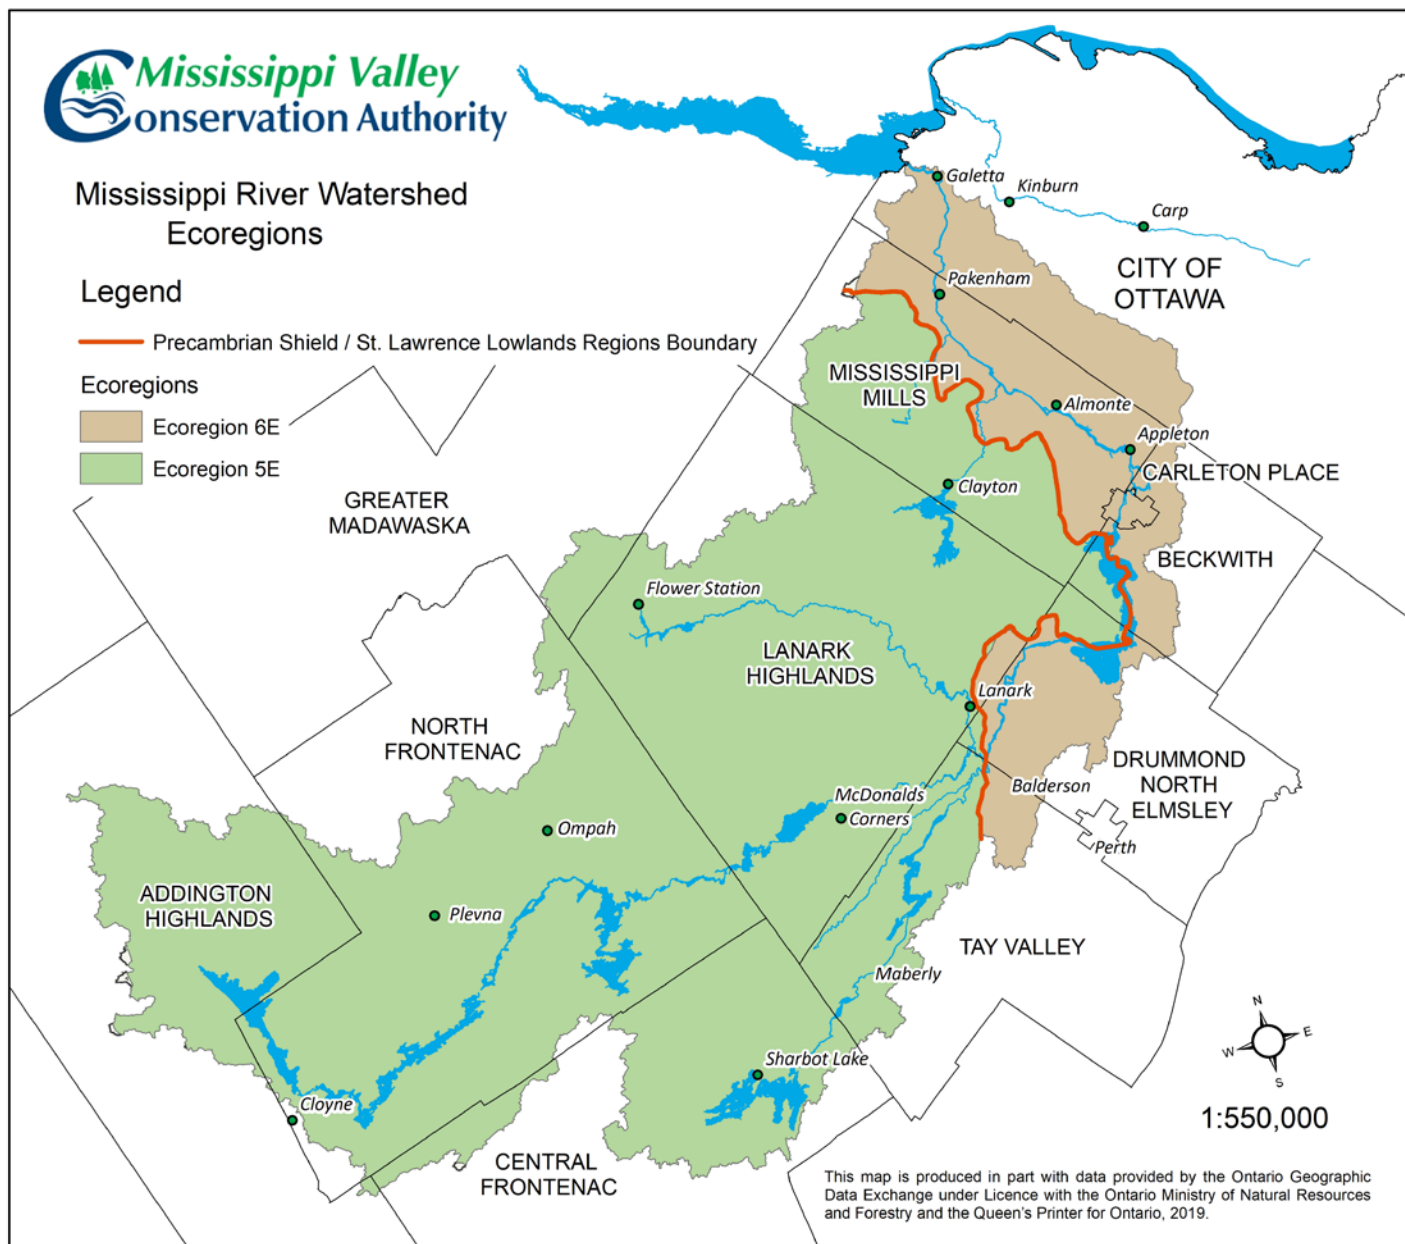 Mississippi Valley
Conservation Authority
Mississippi River Watershed
Ecoregions
Legend
Precambrian Shield / St. Lawrence Lowlands Regions Boundary
Ecoregions
Ecoregion 6E
Ecoregion 5E
Galetta
Kinburn
Carp
CITY OF
OTTAWA
Pakenham
MISSISSIPPI
MILLS
Almonte
Appleton
CARLETON PLACE
Clayton
GREATER
MADAWASKA
BECKWITH
Flower Station
LANARK
HIGHLANDS
Lanark
NORTH
FRONTENAC
DRUMMOND
NORTH
ELMSLEY
Balderson
McDonalds
Corners
Ompah
Perth
ADDINGTON
HIGHLANDS
Plevna
TAY VALLEY
Maberly
Sharbot Lake
Cloyne
CENTRAL
FRONTENAC
N
E
W
S
1:550,000
This map is produced in part with data provided by the Ontario Geographic
Data Exchange under Licence with the Ontario Ministry of Natural Resources
and Forestry and the Queen's Printer for Ontario, 2019.